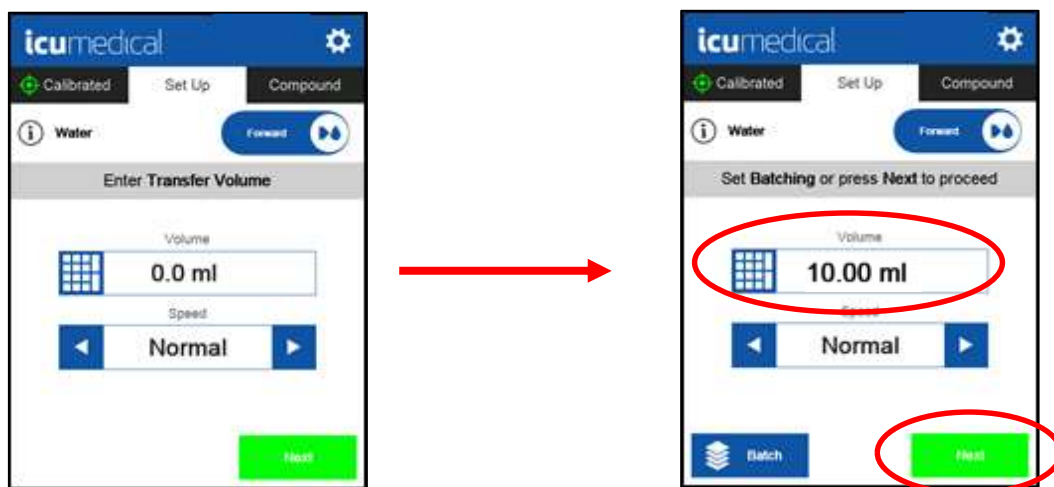 icumedical
Calibrated Set Up Compound
Water Forward
Enter Transfer Volume
Volume
0.0 ml
Speed
Normal
Next
icumedical
Calibrated Set Up Compound
Water Forward
Set Batching or press Next to proceed
Volume
10.00 ml
Speed
Normal
Batch Next